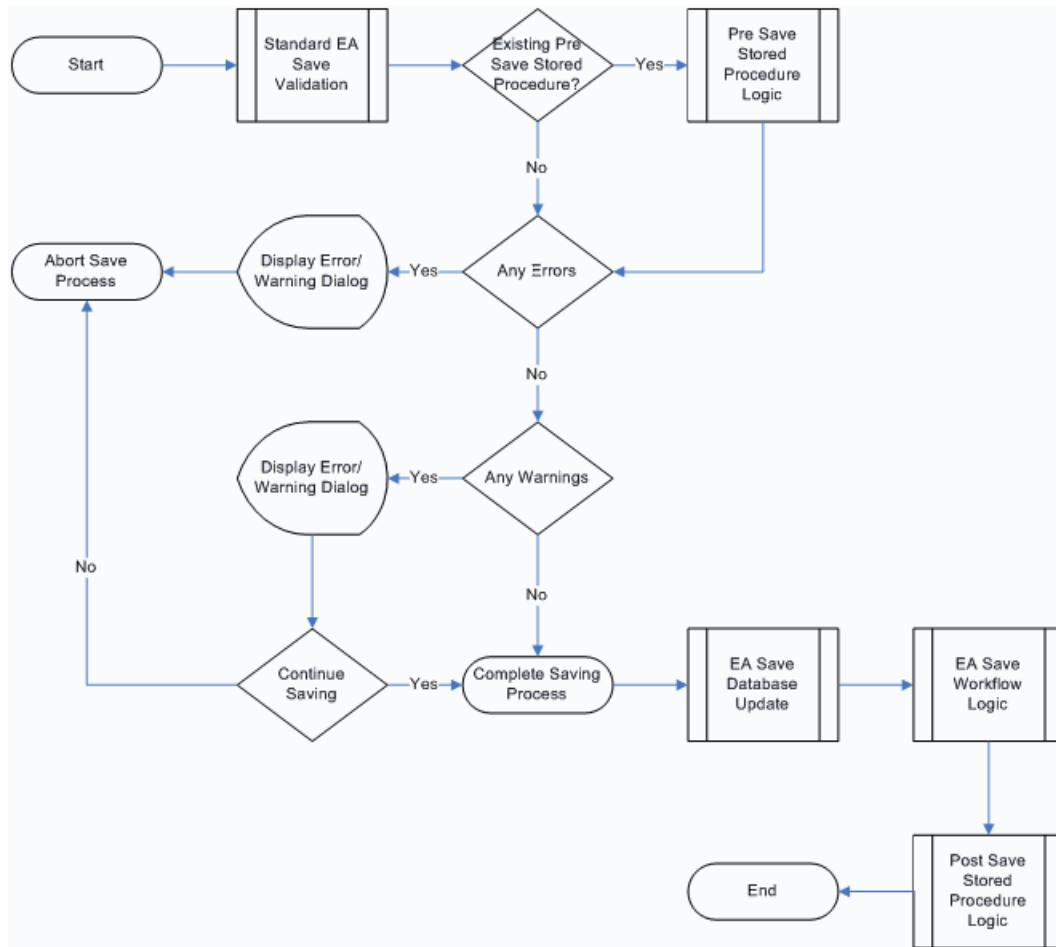 Start
Standard EA
Save
Validation
Existing Pre
Save Stored
Procedure?
Yes
Pre Save
Stored
Procedure
Logic
No
Abort Save
Process
Display Error/
Warning Dialog
Yes
Any Errors
No
Display Error/
Warning Dialog
Yes
Any Warnings
No
No
Continue
Saving
Yes
Complete Saving
Process
EA Save
Database
Update
EA Save
Workflow
Logic
End
Post Save
Stored
Procedure
Logic